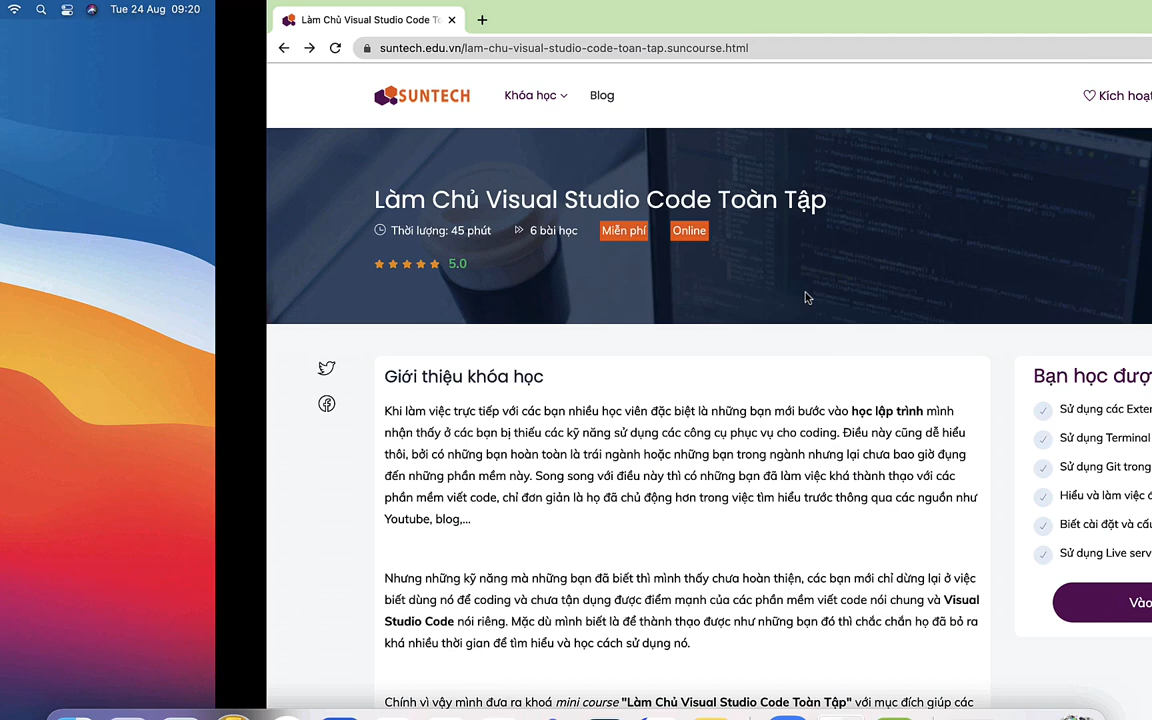 Tue 24 Aug 09:20
Làm Chủ Visual Studio Code To
suntech.edu.vn/lam-chu-visual-studio-code-toan-tap.suncourse.html
SUNTECH
Khóa học
Blog
Kích hoạt
Làm Chủ Visual Studio Code Toàn Tập
Thời lượng: 45 phút
6 bài học
Miễn phí
Online
5.0
Giới thiệu khóa học
Khi làm việc trực tiếp với các bạn nhiều học viên đặc biệt là những bạn mới bước vào học lập trình mình
nhận thấy ở các bạn bị thiếu các kỹ năng sử dụng các công cụ phục vụ cho coding. Điều này cũng dễ hiểu
thôi, bởi có những bạn hoàn toàn là trái ngành hoặc những bạn trong ngành nhưng lại chưa bao giờ đụng
đến những phần mềm này. Song song với điều này thì có những bạn đã làm việc khá thành thạo với các
phần mềm viết code, chỉ đơn giản là họ đã chủ động hơn trong việc tìm hiểu trước thông qua các nguồn như
Youtube, blog,...
Nhưng những kỹ năng mà những bạn đã biết thì mình thấy chưa hoàn thiện, các bạn mới chỉ dừng lại ở việc
biết dùng nó để coding và chưa tận dụng được điểm mạnh của các phần mềm viết code nói chung và Visual
Studio Code nói riêng. Mặc dù mình biết là để thành thạo được như những bạn đó thì chắc chắn họ đã bỏ ra
khá nhiều thời gian để tìm hiểu và học cách sử dụng nó.
Chính vì vậy mình đưa ra khoá mini course "Làm Chủ Visual Studio Code Toàn Tập" với mục đích giúp các
Bạn học đượ
Sử dụng các Exter
Sử dụng Terminal
Sử dụng Git trong
Hiểu và làm việc đ
Biết cài đặt và cấu
Sử dụng Live serv
Vào